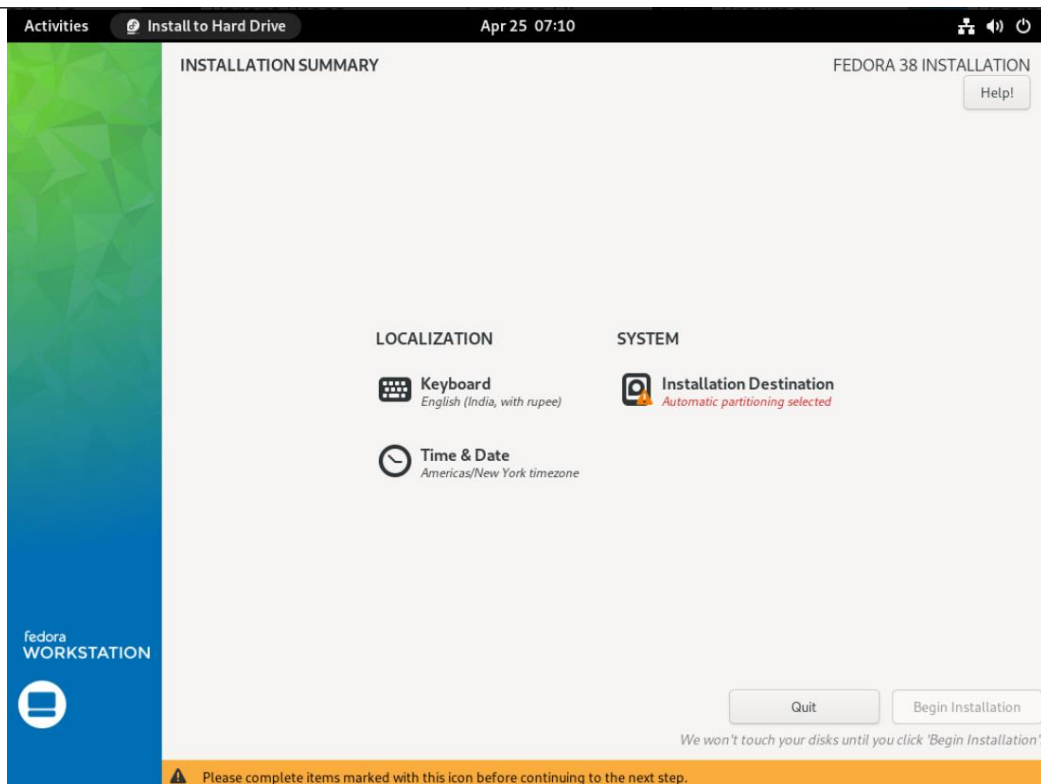 Activities Install to Hard Drive Apr 25 07:10
INSTALLATION SUMMARY FEDORA 38 INSTALLATION
Help!
LOCALIZATION SYSTEM
Keyboard
English (India, with rupee)
Installation Destination
Automatic partitioning selected
Time & Date
Americas/New York timezone
fedora
WORKSTATION
Quit Begin Installation
We won't touch your disks until you click 'Begin Installation'.
Please complete items marked with this icon before continuing to the next step.